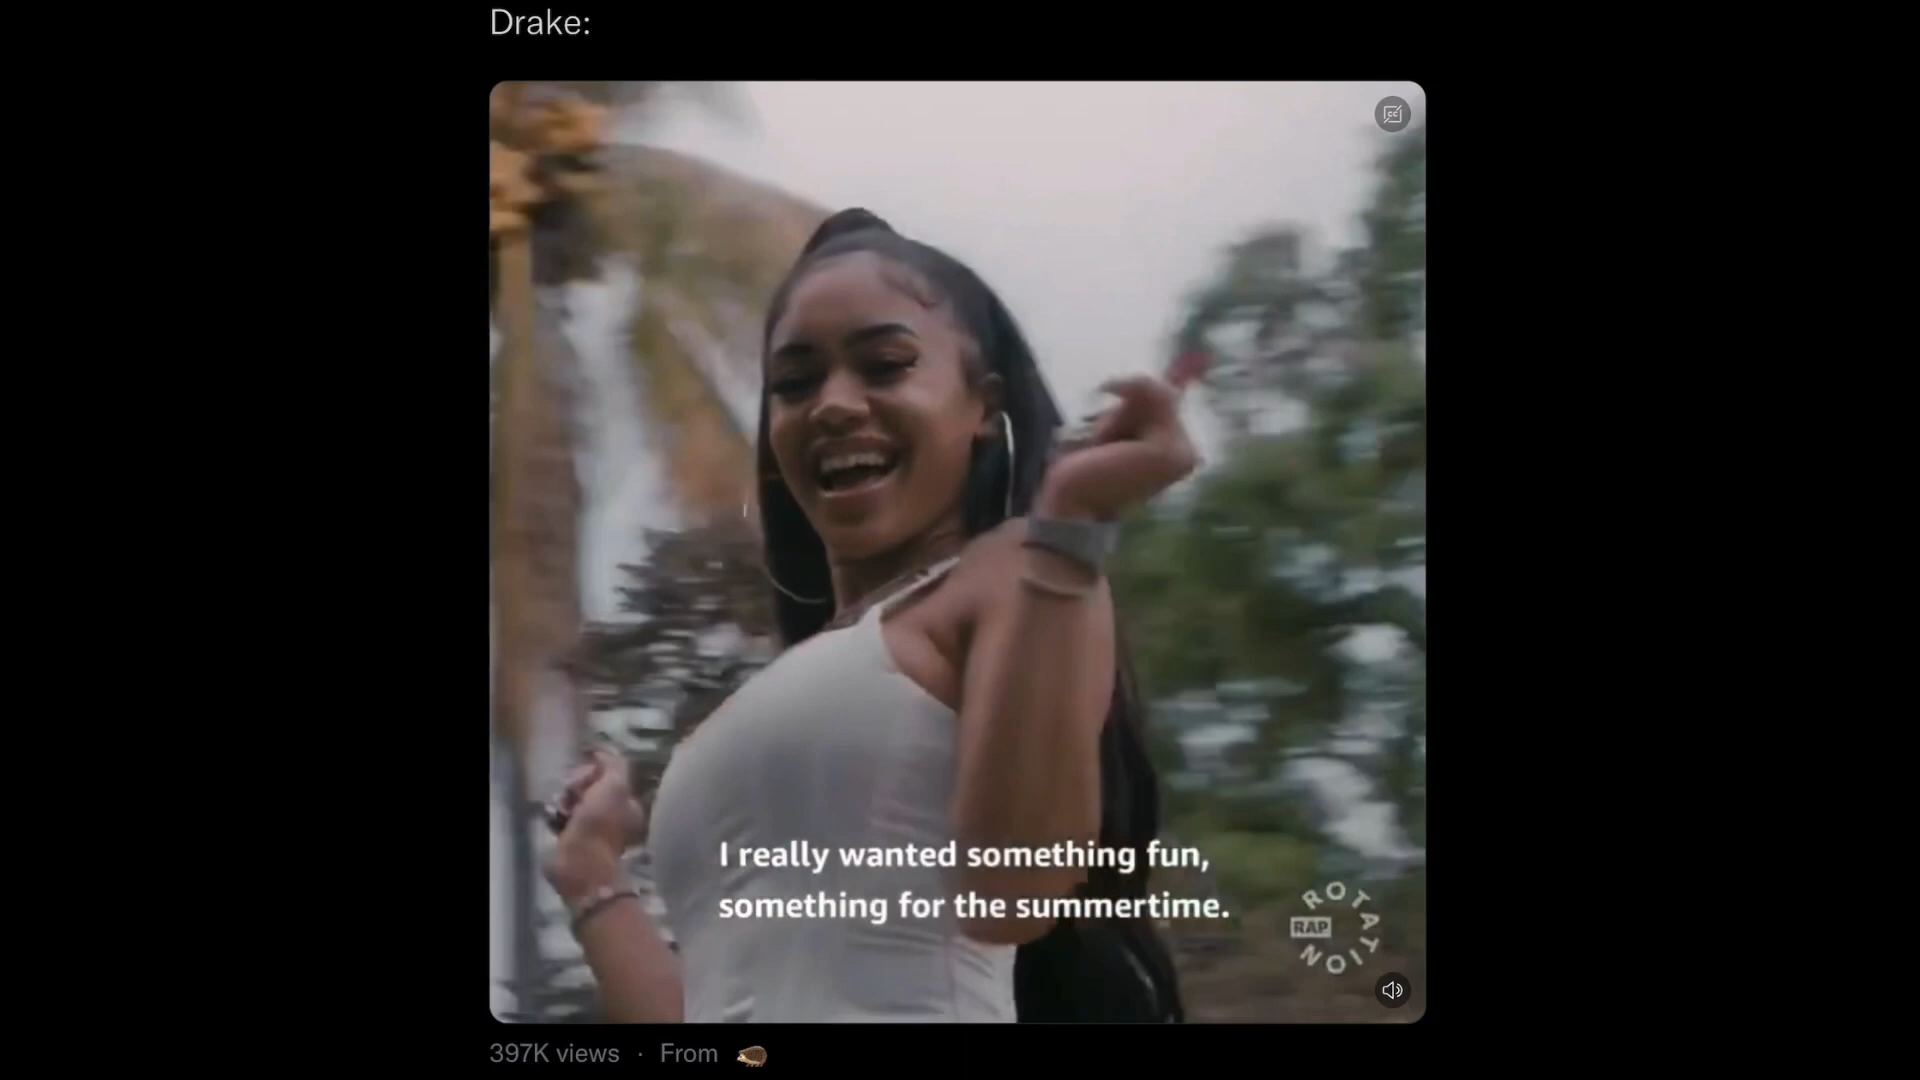 Drake:
I really wanted something fun,
something for the summertime.
ROTATION
RAP
397K views · From 🦔